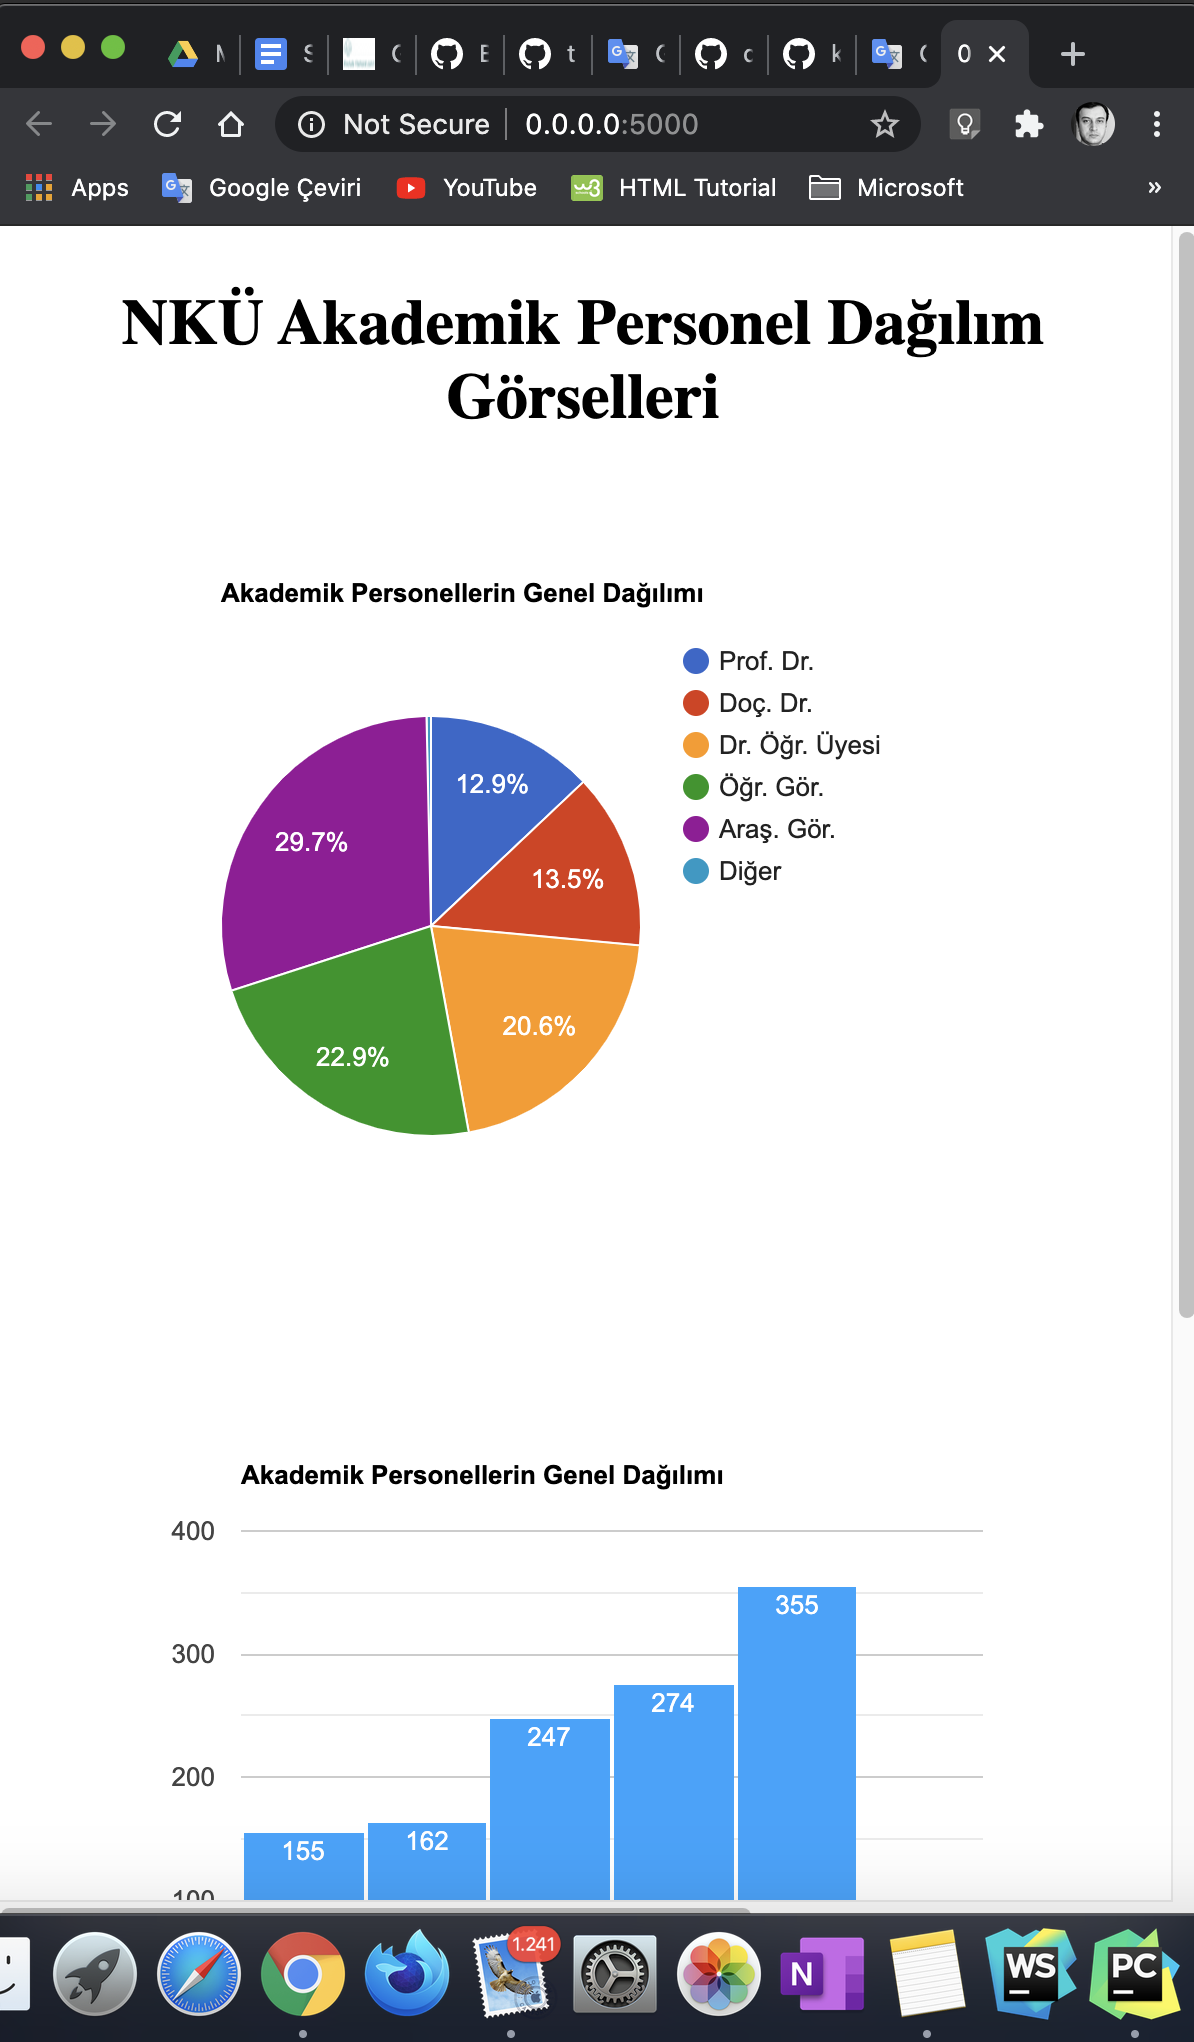 M
S
C
E
t
C
c
k
C
0
Not Secure 0.0.0.0:5000
Apps Google Çeviri YouTube HTML Tutorial Microsoft »
NKÜ Akademik Personel Dağılım
Görselleri
Akademik Personellerin Genel Dağılımı
Prof. Dr.
Doç. Dr.
Dr. Öğr. Üyesi
Öğr. Gör.
Araş. Gör.
Diğer
12.9%
13.5%
20.6%
22.9%
29.7%
Akademik Personellerin Genel Dağılımı
400
300
200
100
155
162
247
274
355
1.241
N
WS
PC